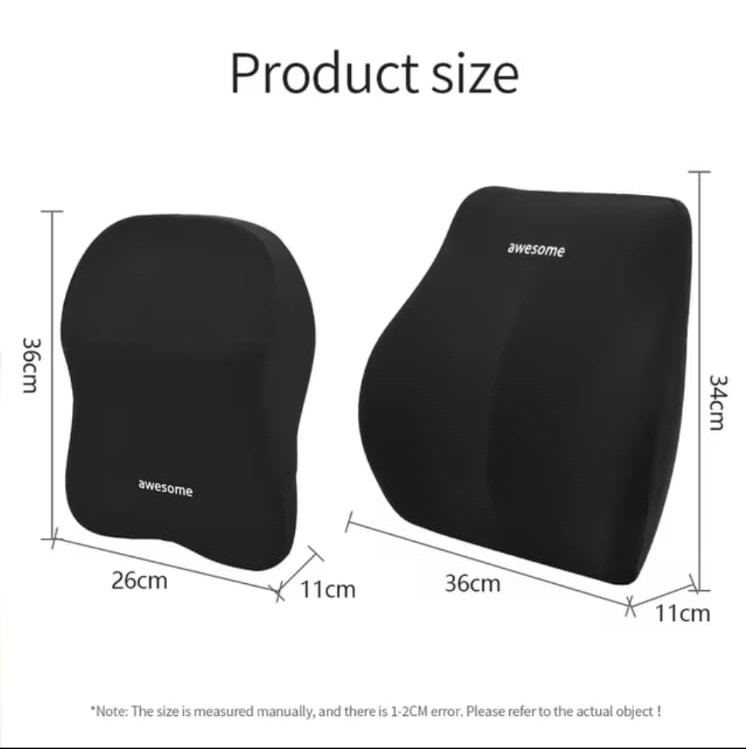 Product size
36cm
awesome
26cm
11cm
awesome
34cm
36cm
11cm
*Note: The size is measured manually, and there is 1-2CM error. Please refer to the actual object !